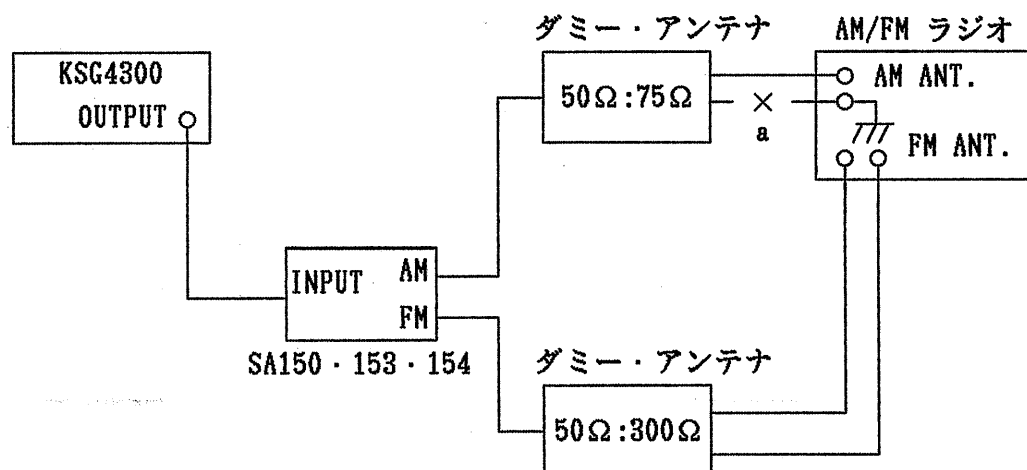 KSG4300
OUTPUT
ダミー・アンテナ
50Ω:75Ω
a
AM/FM ラジオ
AM ANT.
FM ANT.
INPUT
AM
FM
SA150・153・154
ダミー・アンテナ
50Ω:300Ω